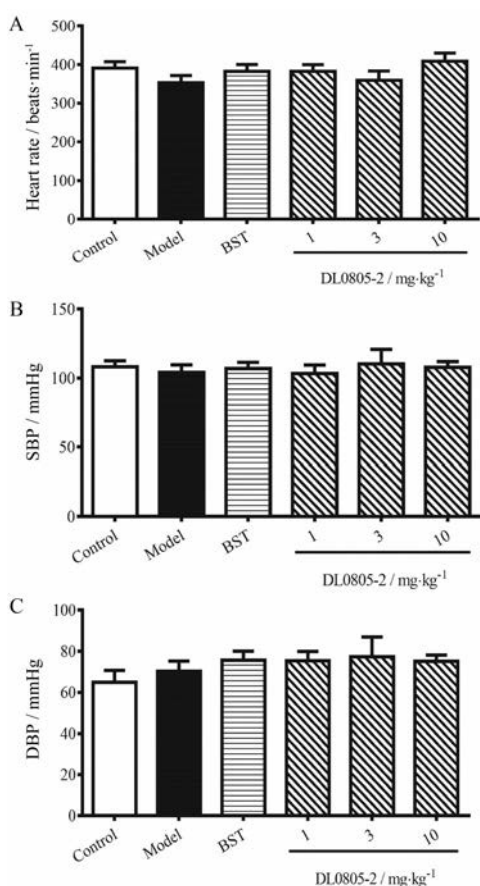 A
Heart rate / beats·min⁻¹
500
400
300
200
100
0
Control
Model
BST
1
3
10
DL0805-2 / mg·kg⁻¹
B
SBP / mmHg
150
100
50
0
Control
Model
BST
1
3
10
DL0805-2 / mg·kg⁻¹
C
DBP / mmHg
100
80
60
40
20
0
Control
Model
BST
1
3
10
DL0805-2 / mg·kg⁻¹